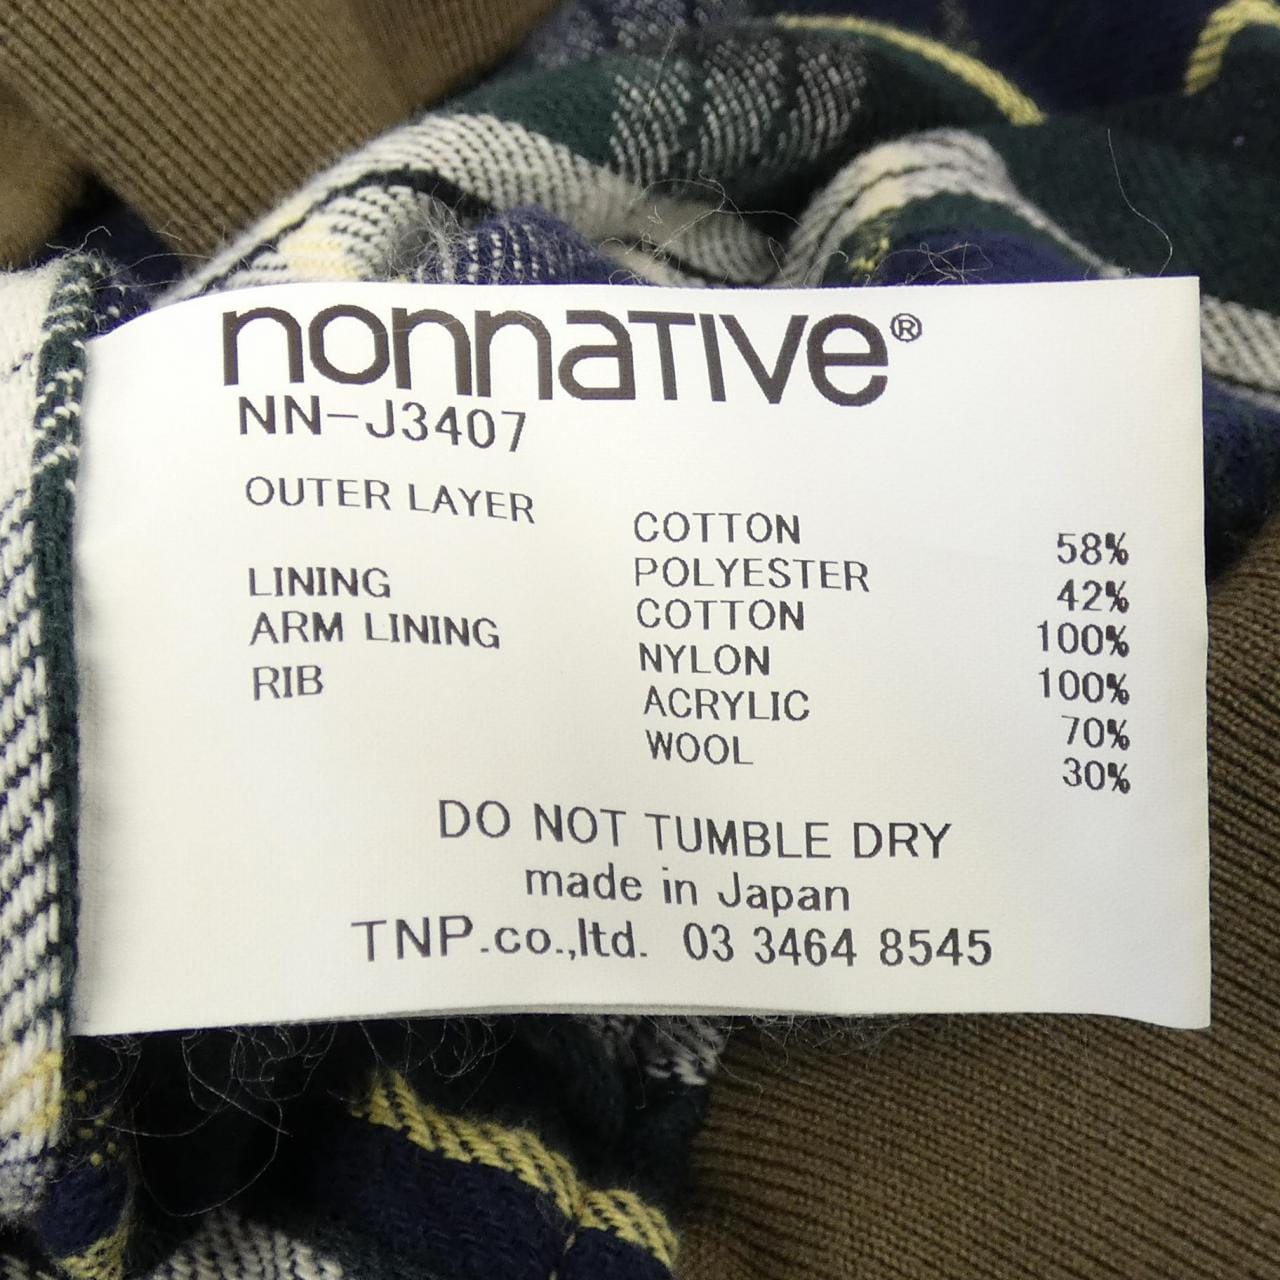 nonnaTIVe®
NN-J3407
OUTER LAYER COTTON 58%
POLYESTER 42%
LINING COTTON 100%
ARM LINING NYLON 100%
RIB ACRYLIC 70%
WOOL 30%
DO NOT TUMBLE DRY
made in Japan
TNP.co.,ltd. 03 3464 8545